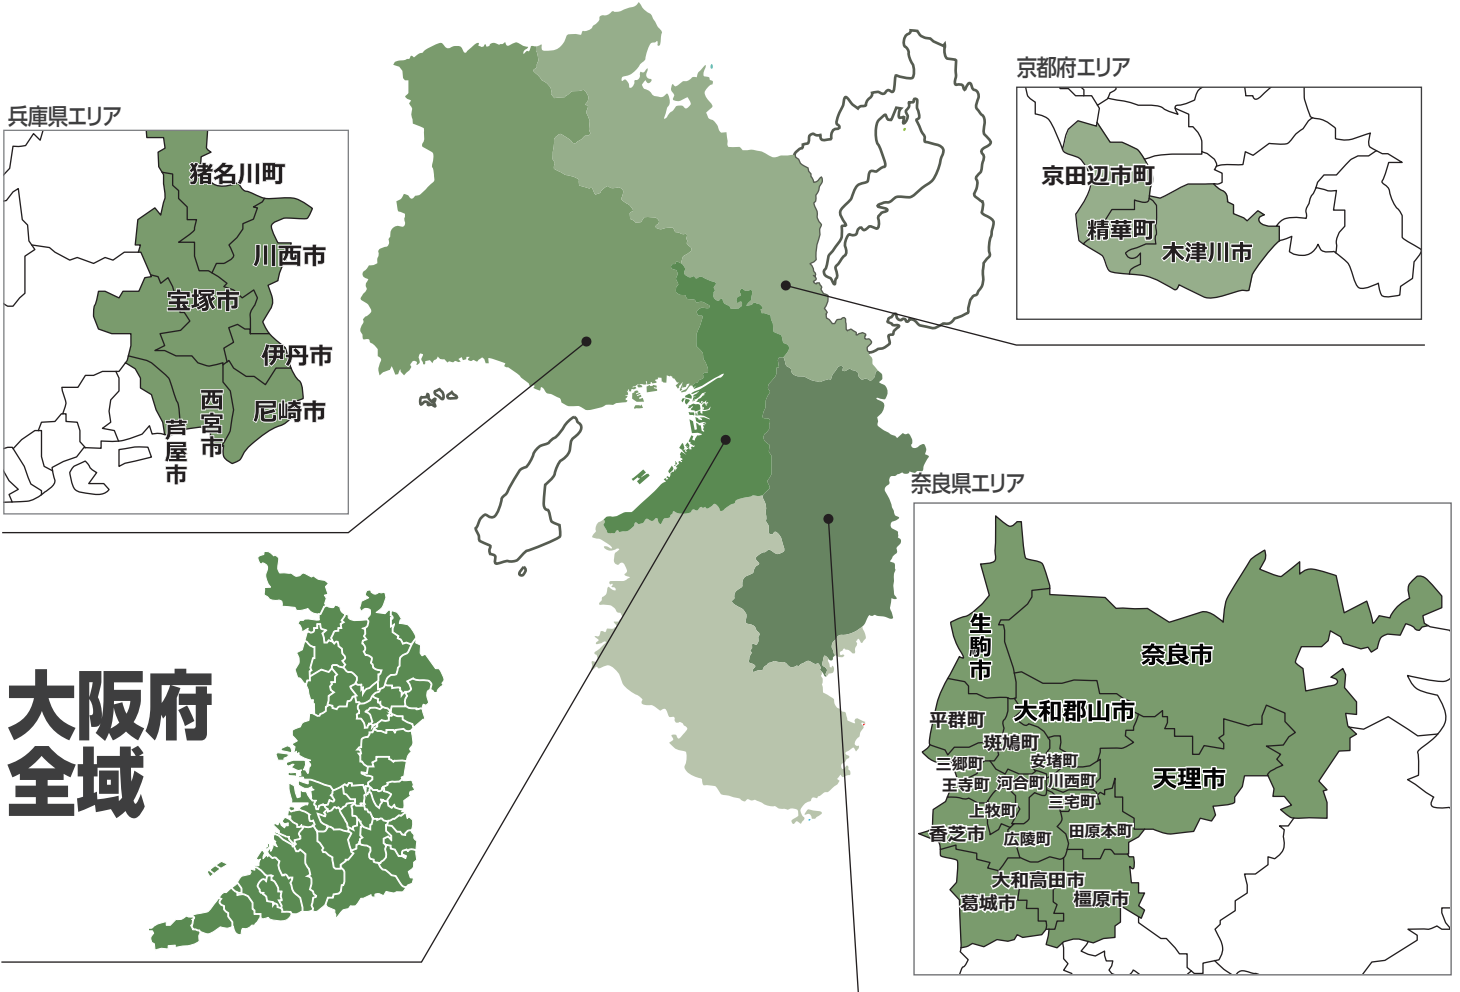 兵庫県エリア
猪名川町
川西市
宝塚市
伊丹市
西宮市
尼崎市
芦屋市
京都府エリア
京田辺市町
精華町
木津川市
大阪府
全域
奈良県エリア
生駒市
奈良市
平群町
大和郡山市
斑鳩町
三郷町
安堵町
王寺町
河合町
川西町
天理市
上牧町
三宅町
香芝市
広陵町
田原本町
大和高田市
葛城市
橿原市